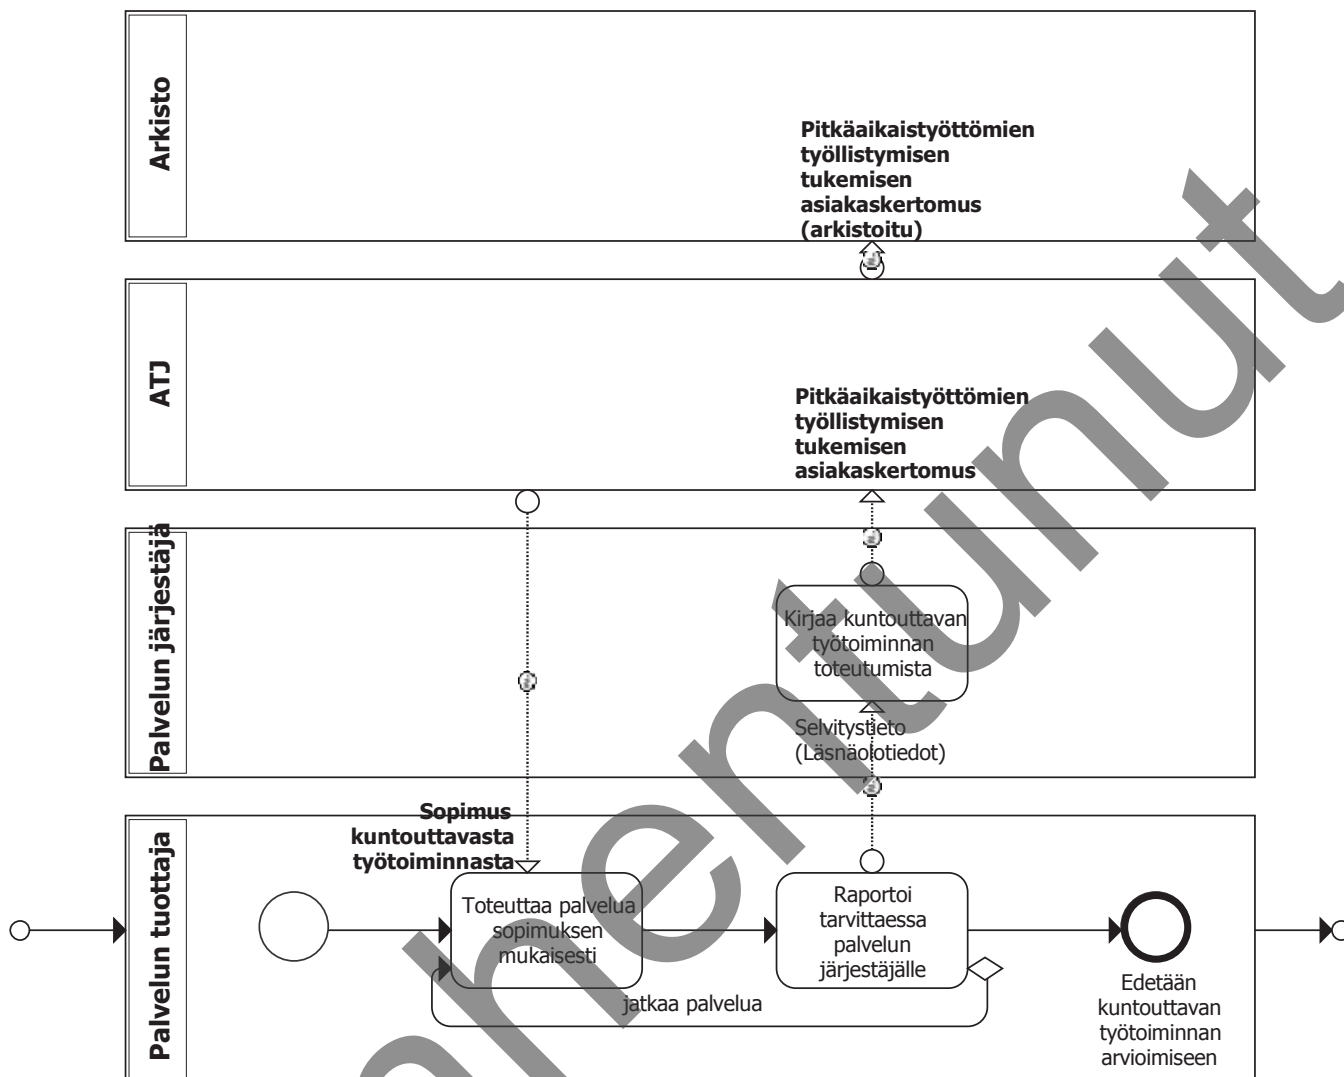 Arkisto
Pitkäaikaistyöttömien
työllistymisen
tukemisen
asiakaskertomus
(arkistoitu)
ATJ
Pitkäaikaistyöttömien
työllistymisen
tukemisen
asiakaskertomus
Palvelun järjestäjä
Kirjaa kuntouttavan
työtoiminnan
toteutumista
Selvitystieto
(Läsnäolotiedot)
Palvelun tuottaja
Sopimus
kuntouttavasta
työtoiminnasta
Toteuttaa palvelua
sopimuksen
mukaisesti
Raportoi
tarvittaessa
palvelun
järjestäjälle
jatkaa palvelua
Edetään
kuntouttavan
työtoiminnan
arvioimiseen
hentunut